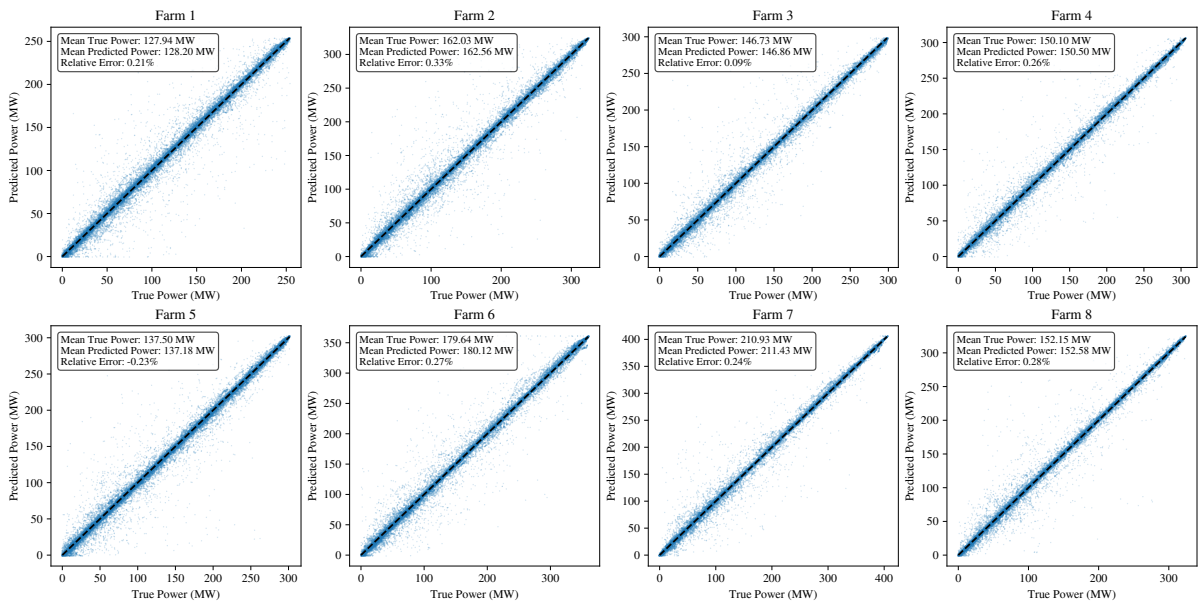 Farm 1
Mean True Power: 127.94 MW
Mean Predicted Power: 128.20 MW
Relative Error: 0.21%
Predicted Power (MW)
250
200
150
100
50
0
0 50 100 150 200 250
True Power (MW)
Farm 2
Mean True Power: 162.03 MW
Mean Predicted Power: 162.56 MW
Relative Error: 0.33%
Predicted Power (MW)
300
250
200
150
100
50
0
0 100 200 300
True Power (MW)
Farm 3
Mean True Power: 146.73 MW
Mean Predicted Power: 146.86 MW
Relative Error: 0.09%
Predicted Power (MW)
300
250
200
150
100
50
0
0 50 100 150 200 250 300
True Power (MW)
Farm 4
Mean True Power: 150.10 MW
Mean Predicted Power: 150.50 MW
Relative Error: 0.26%
Predicted Power (MW)
300
250
200
150
100
50
0
0 50 100 150 200 250 300
True Power (MW)
Farm 5
Mean True Power: 137.50 MW
Mean Predicted Power: 137.18 MW
Relative Error: -0.23%
Predicted Power (MW)
300
250
200
150
100
50
0
0 50 100 150 200 250 300
True Power (MW)
Farm 6
Mean True Power: 179.64 MW
Mean Predicted Power: 180.12 MW
Relative Error: 0.27%
Predicted Power (MW)
350
300
250
200
150
100
50
0
0 100 200 300
True Power (MW)
Farm 7
Mean True Power: 210.93 MW
Mean Predicted Power: 211.43 MW
Relative Error: 0.24%
Predicted Power (MW)
400
350
300
250
200
150
100
50
0
0 100 200 300 400
True Power (MW)
Farm 8
Mean True Power: 152.15 MW
Mean Predicted Power: 152.58 MW
Relative Error: 0.28%
Predicted Power (MW)
300
250
200
150
100
50
0
0 100 200 300
True Power (MW)